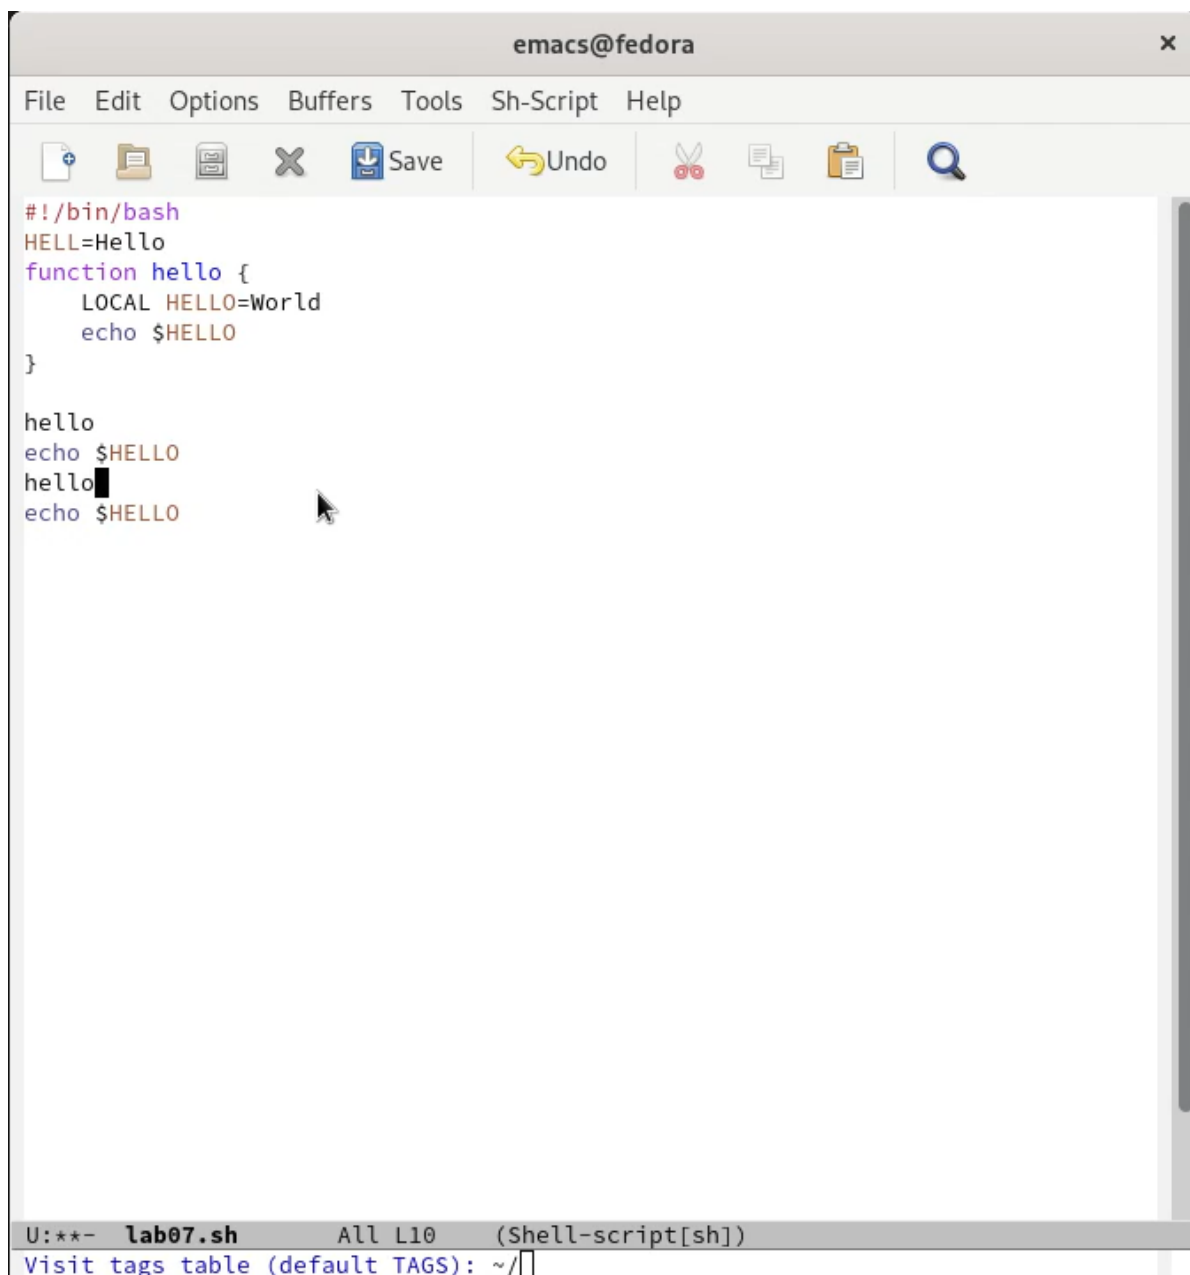 emacs@fedora
File Edit Options Buffers Tools Sh-Script Help
Save Undo
#!/bin/bash
HELL=Hello
function hello {
    LOCAL HELLO=World
    echo $HELLO
}
hello
echo $HELLO
hello
echo $HELLO
U:**-  lab07.sh       All L10    (Shell-script[sh])
Visit tags table (default TAGS): ~/